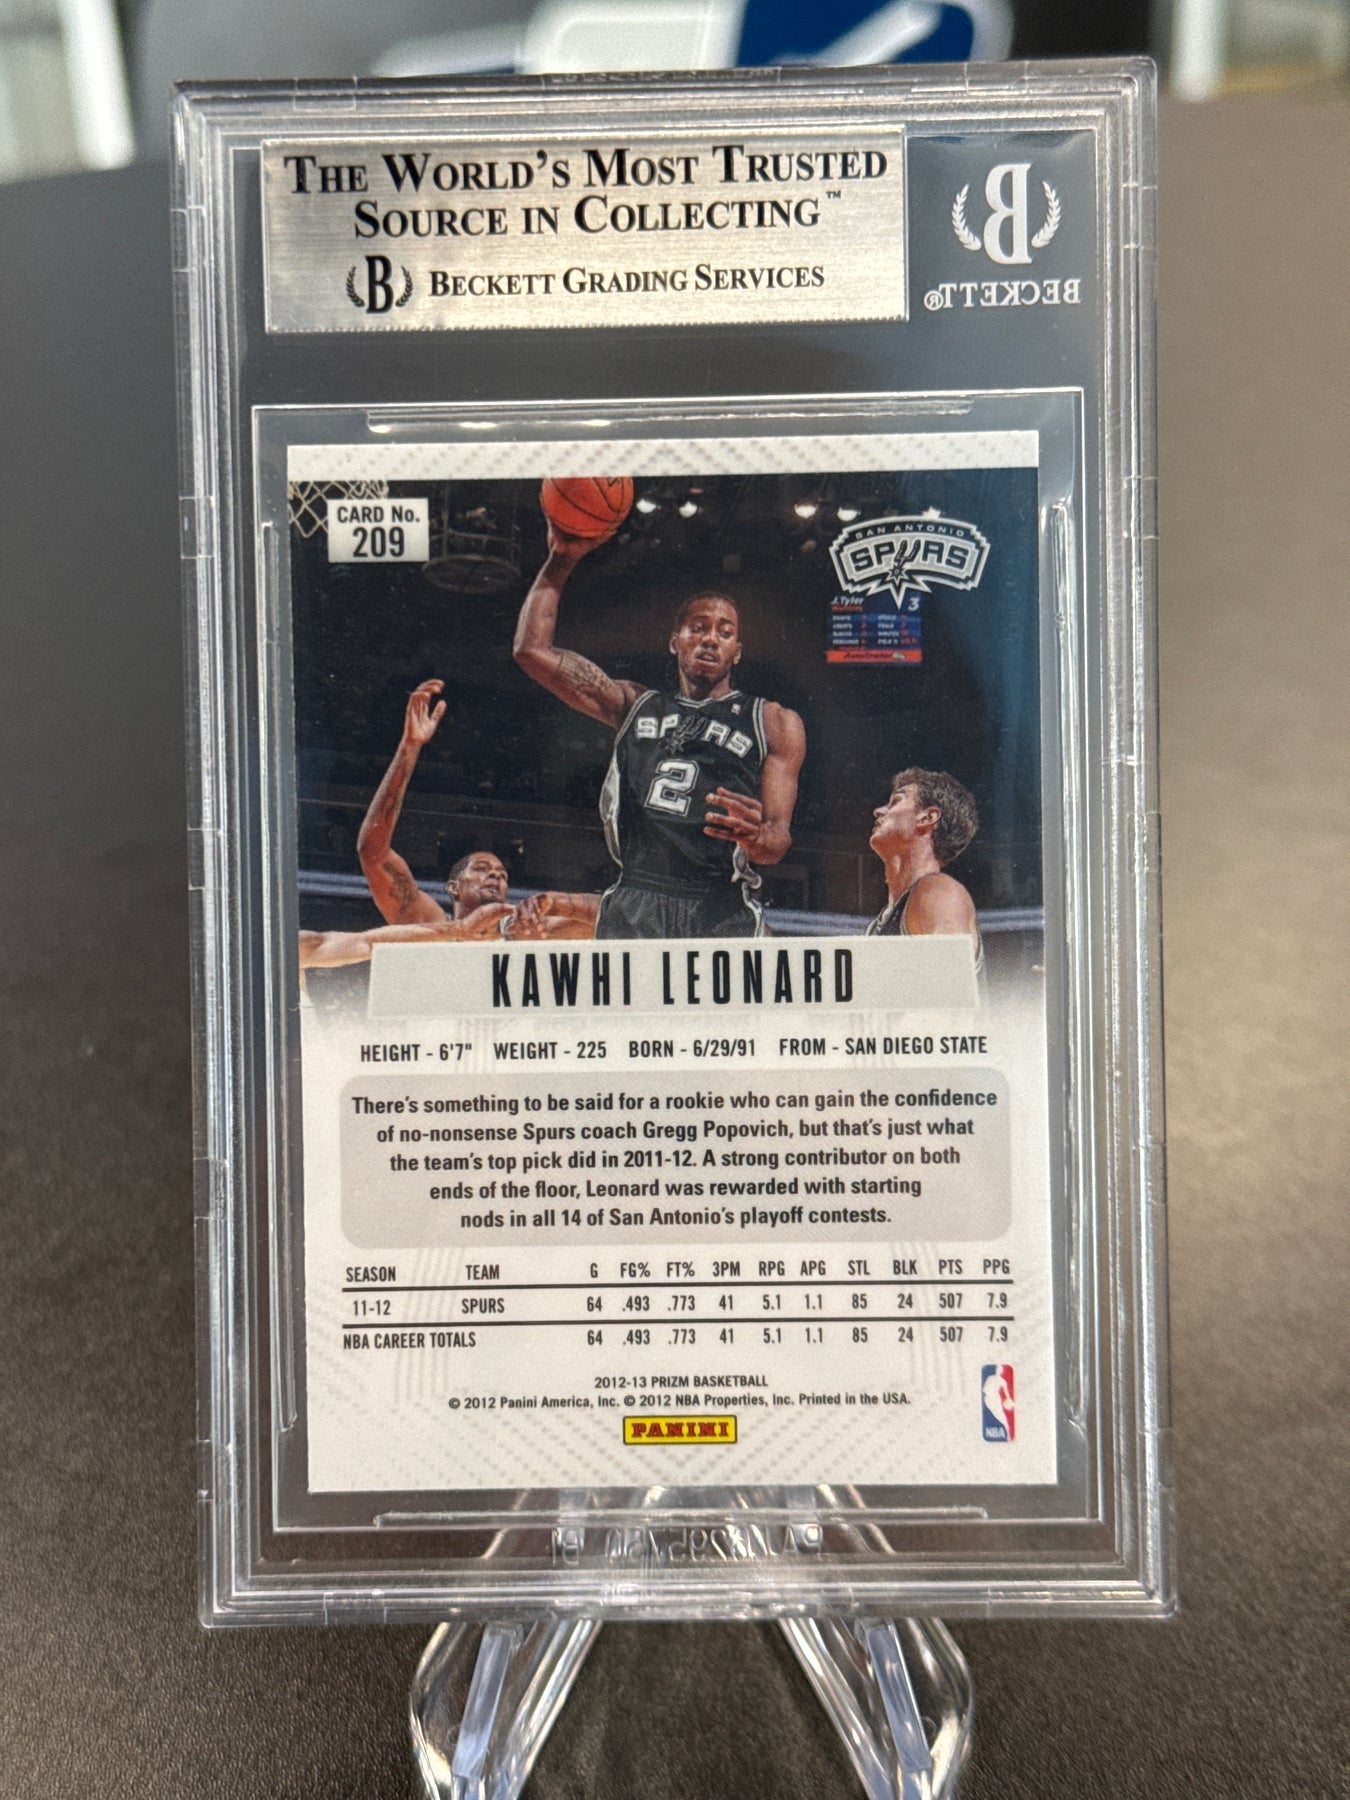 THE WORLD'S MOST TRUSTED
SOURCE IN COLLECTING™
B BECKETT GRADING SERVICES
B
BECKETT®
CARD No.
209
SAN ANTONIO
SPURS
J.Tyler 3
SPURS
2
KAWHI LEONARD
HEIGHT - 6'7" WEIGHT - 225 BORN - 6/29/91 FROM - SAN DIEGO STATE
There's something to be said for a rookie who can gain the confidence
of no-nonsense Spurs coach Gregg Popovich, but that's just what
the team's top pick did in 2011-12. A strong contributor on both
ends of the floor, Leonard was rewarded with starting
nods in all 14 of San Antonio's playoff contests.
SEASON TEAM G FG% FT% 3PM RPG APG STL BLK PTS PPG
11-12 SPURS 64 .493 .773 41 5.1 1.1 85 24 507 7.9
NBA CAREER TOTALS 64 .493 .773 41 5.1 1.1 85 24 507 7.9
2012-13 PRIZM BASKETBALL
© 2012 Panini America, Inc. © 2012 NBA Properties, Inc. Printed in the USA.
PANINI
NBA